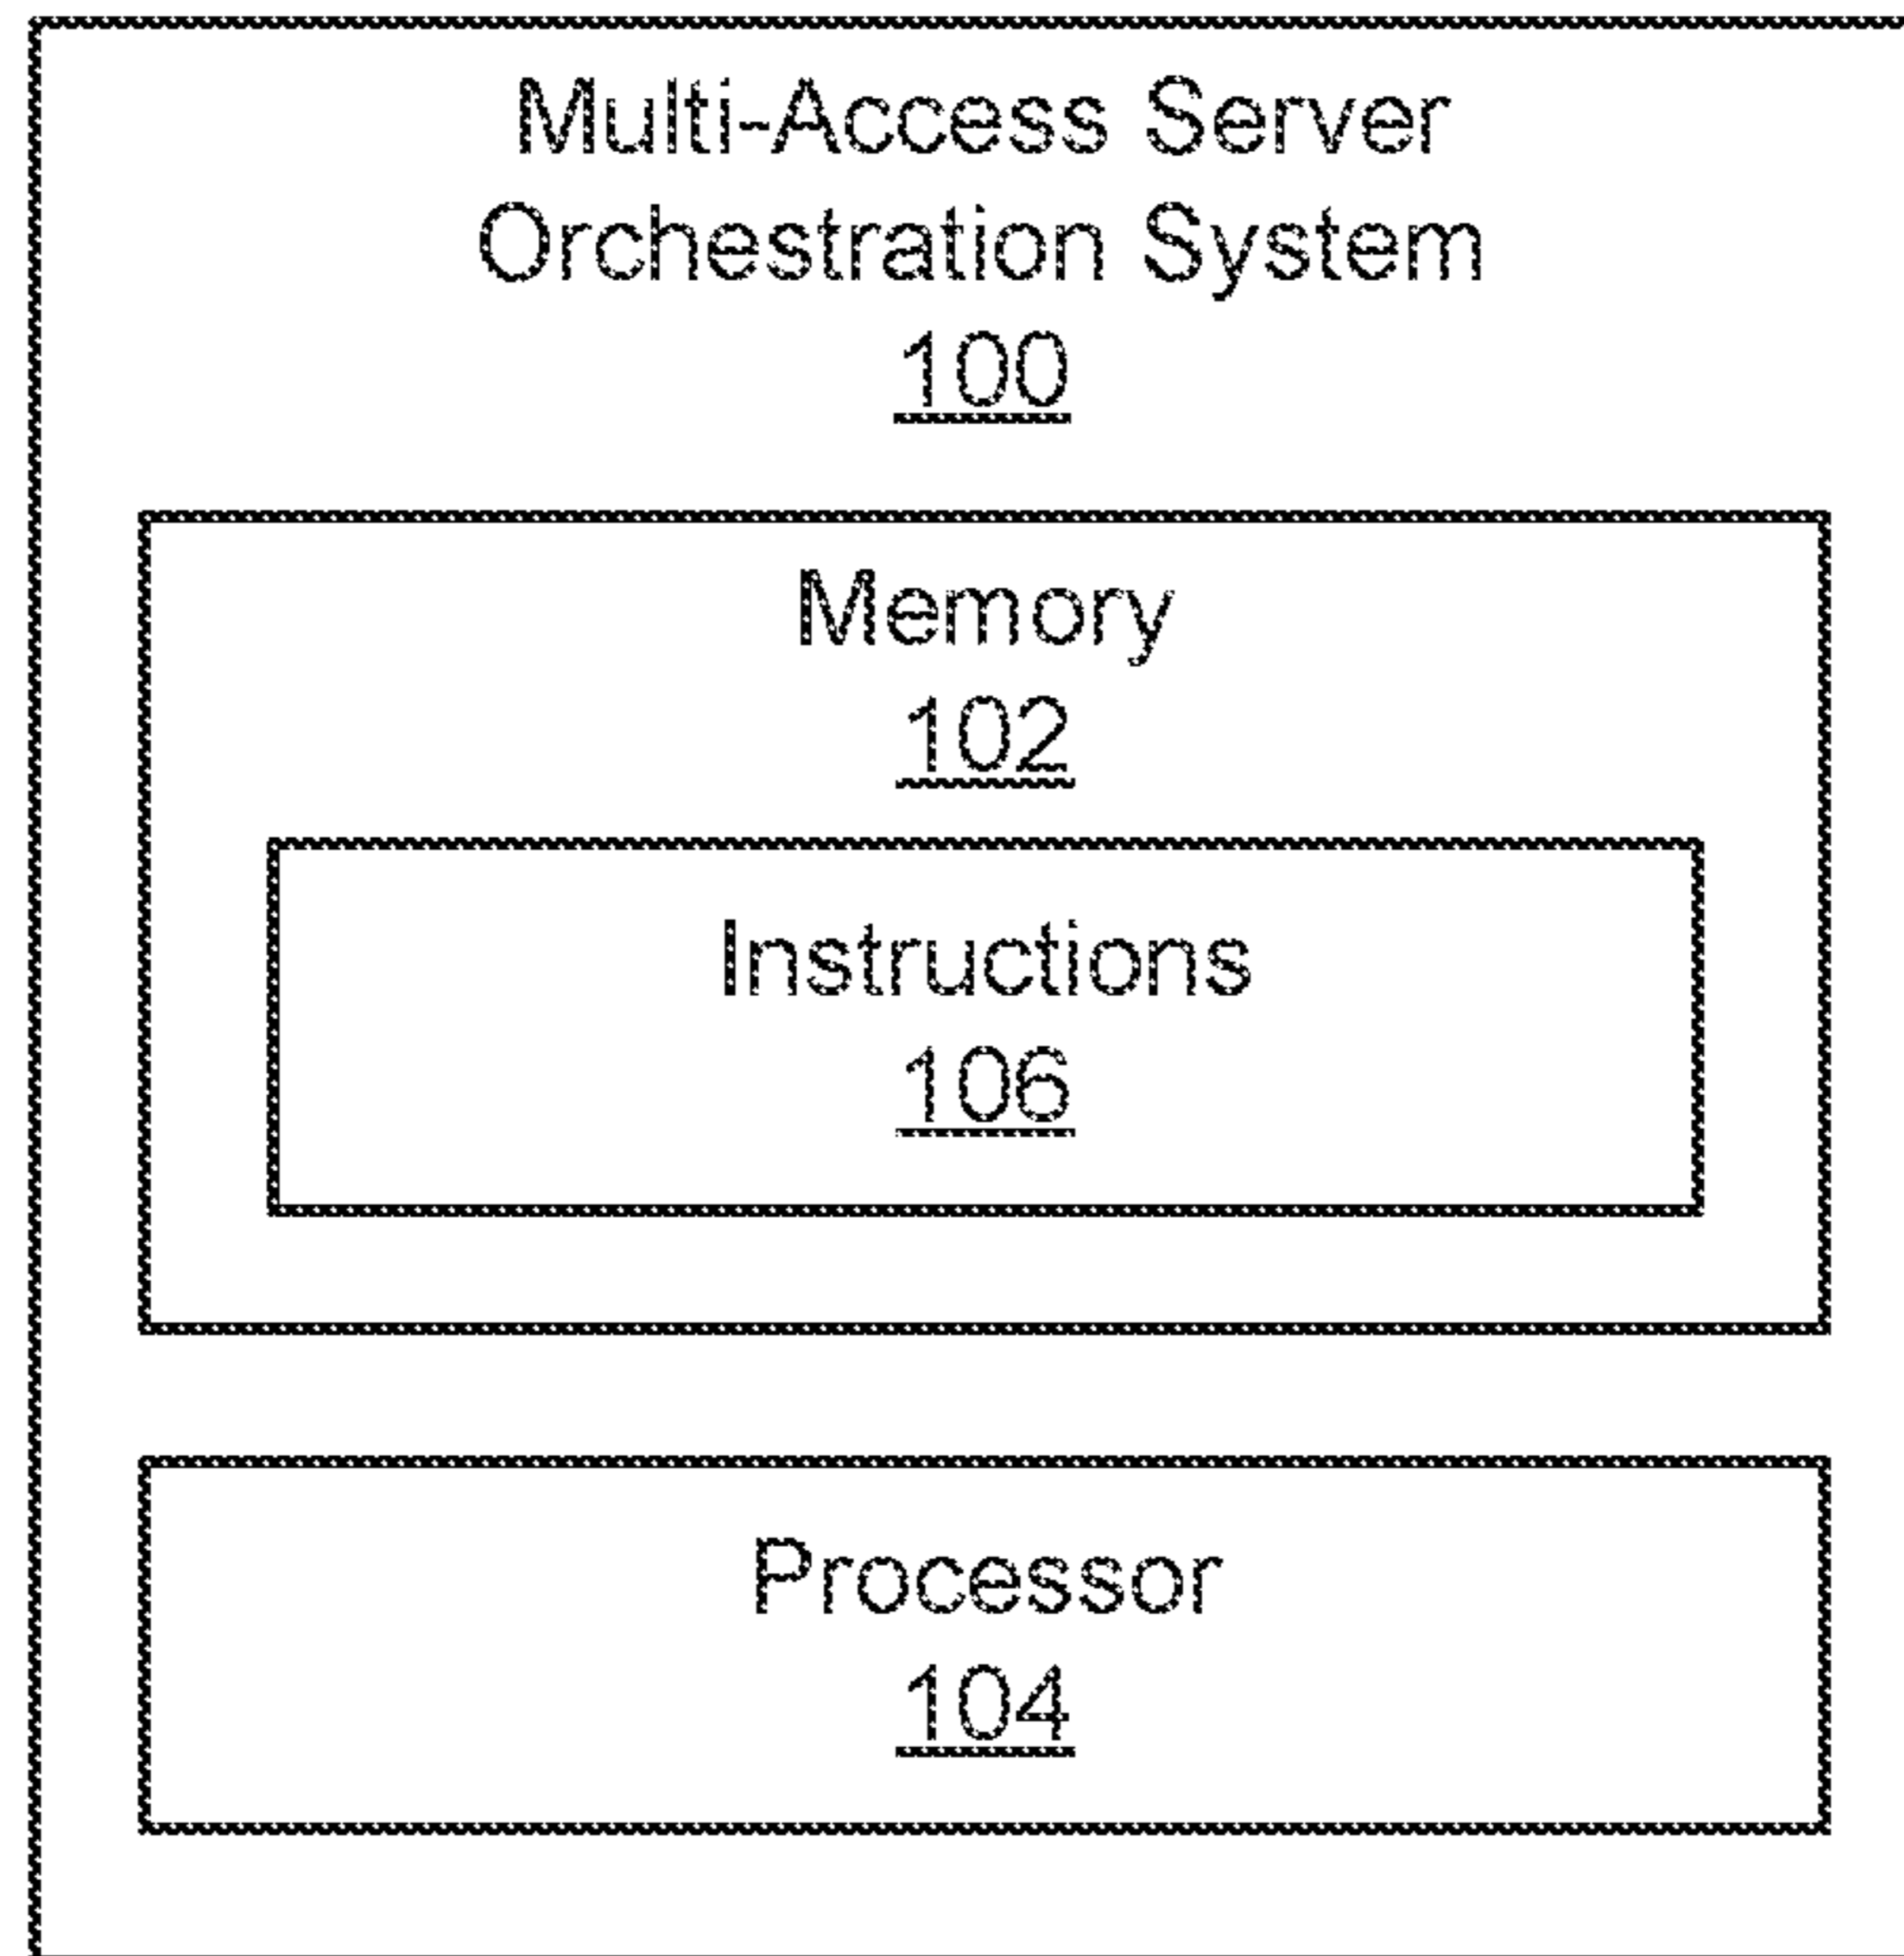 Multi-Access Server
Orchestration System
100
Memory
102
Instructions
106
Processor
104